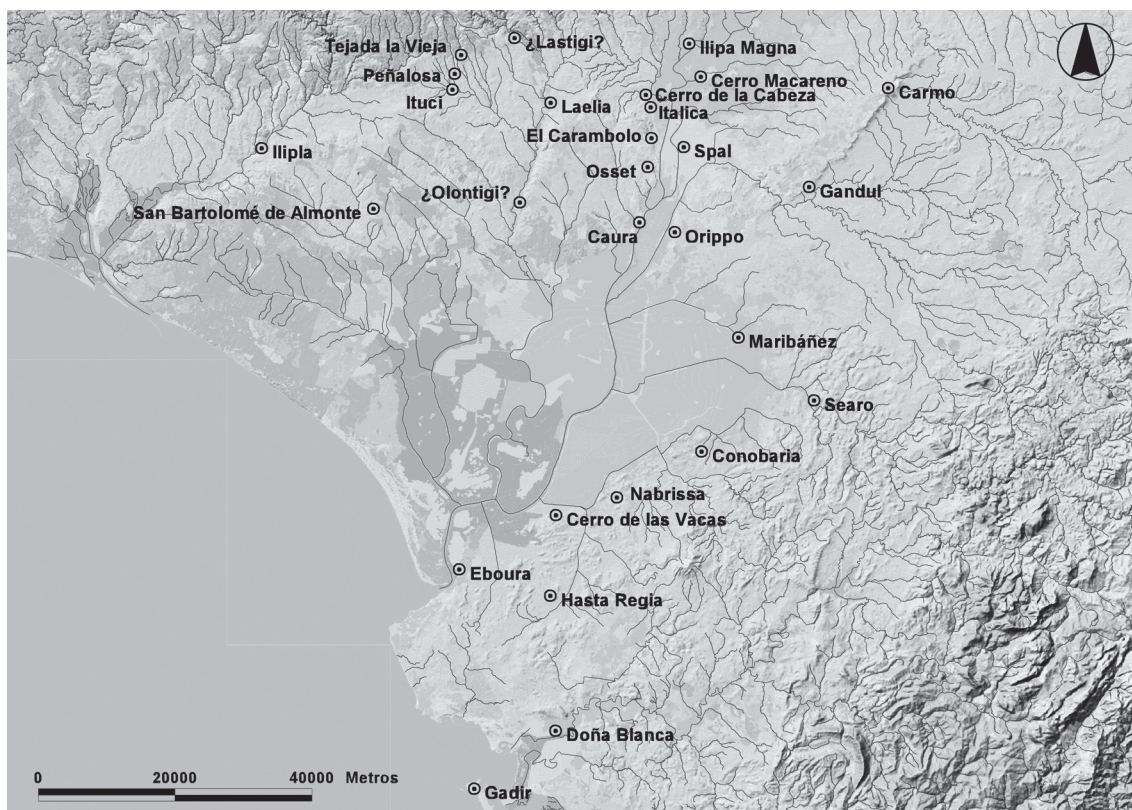 ¿Lastigi?
Ilipa Magna
Tejada la Vieja
Peñalosa
Cerro Macareno
Ituci
Cerro de la Cabeza
Carmo
Laelia
Italica
El Carambolo
Ilipla
Spal
Osset
Gandul
¿Olontigi?
San Bartolomé de Almonte
Caura
Orippo
Maribáñez
Searo
Conobaria
Nabrissa
Cerro de las Vacas
Eboura
Hasta Regia
Doña Blanca
0 20000 40000 Metros
Gadir